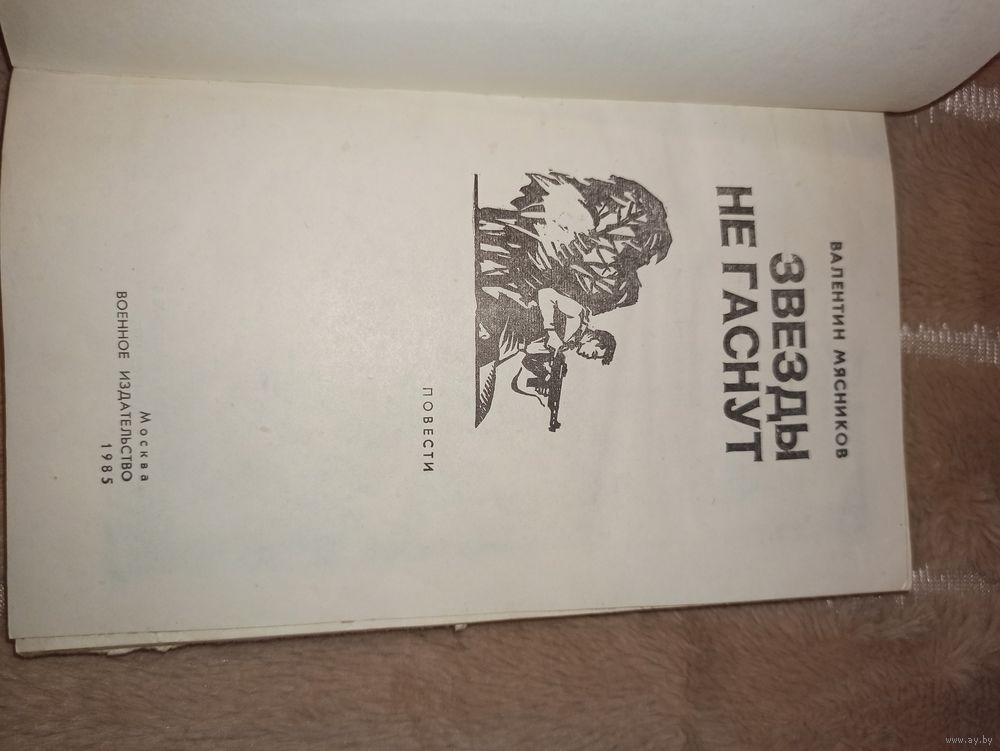 ВАЛЕНТИН МЯСНИКОВ
ЗВЕЗДЫ
НЕ ГАСНУТ
ПОВЕСТИ
Москва
ВОЕННОЕ ИЗДАТЕЛЬСТВО
1985
www.ay.by